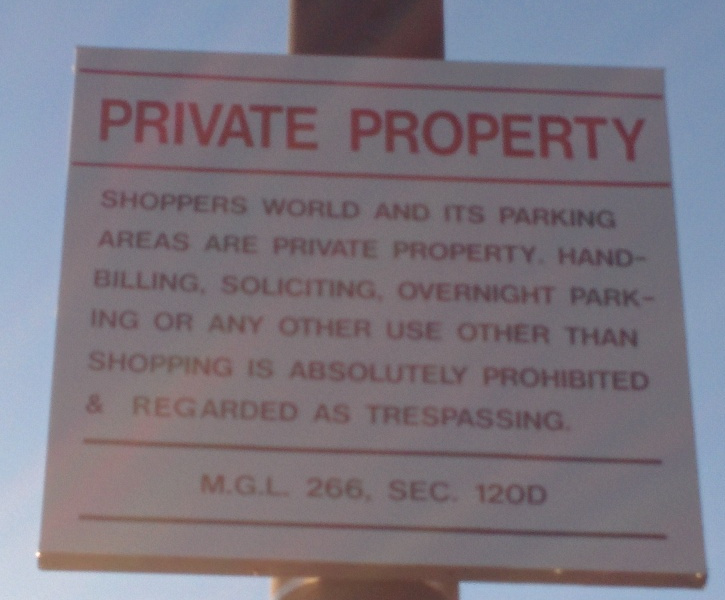 PRIVATE PROPERTY
SHOPPERS WORLD AND ITS PARKING
AREAS ARE PRIVATE PROPERTY. HAND-
BILLING, SOLICITING, OVERNIGHT PARK-
ING OR ANY OTHER USE OTHER THAN
SHOPPING IS ABSOLUTELY PROHIBITED
& REGARDED AS TRESPASSING.
M.G.L. 266, SEC. 120D